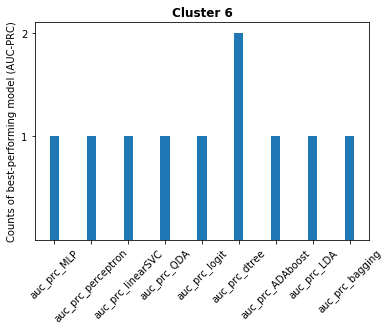 Cluster 6
Counts of best-performing model (AUC-PRC)
2
1
auc_prc_MLP
auc_prc_perceptron
auc_prc_linearSVC
auc_prc_QDA
auc_prc_logit
auc_prc_dtree
auc_prc_ADAboost
auc_prc_LDA
auc_prc_bagging